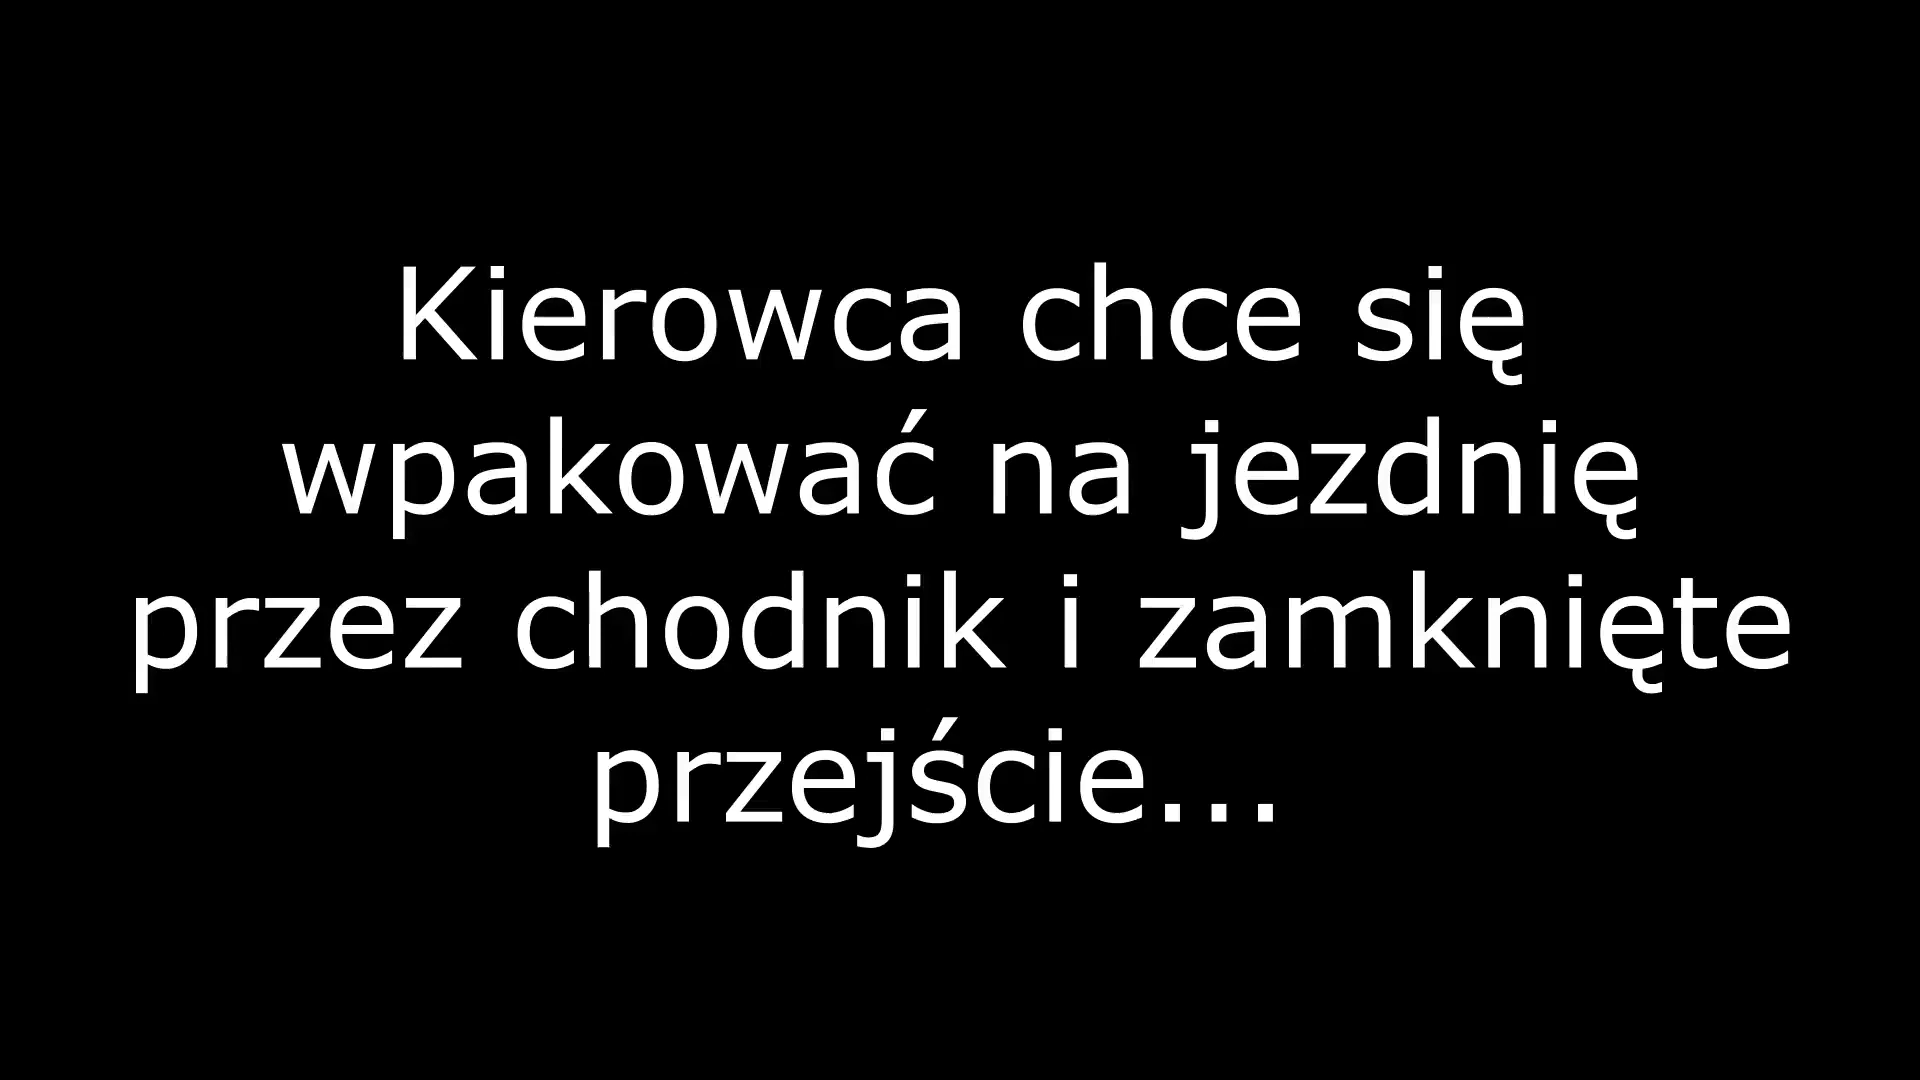 Kierowca chce się
wpakować na jezdnię
przez chodnik i zamknięte
przejście...